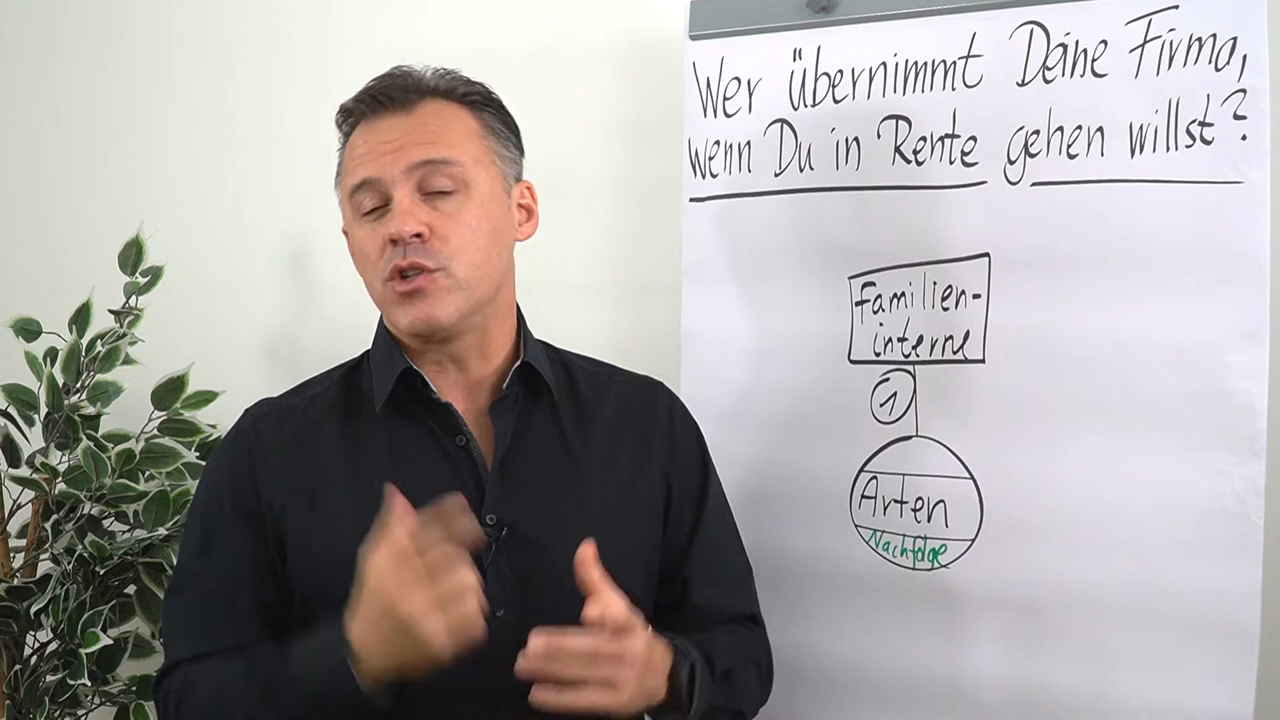 Wer übernimmt Deine Firma,
wenn Du in Rente gehen willst?
Familien-
interne
1
Arten
Nachfolge